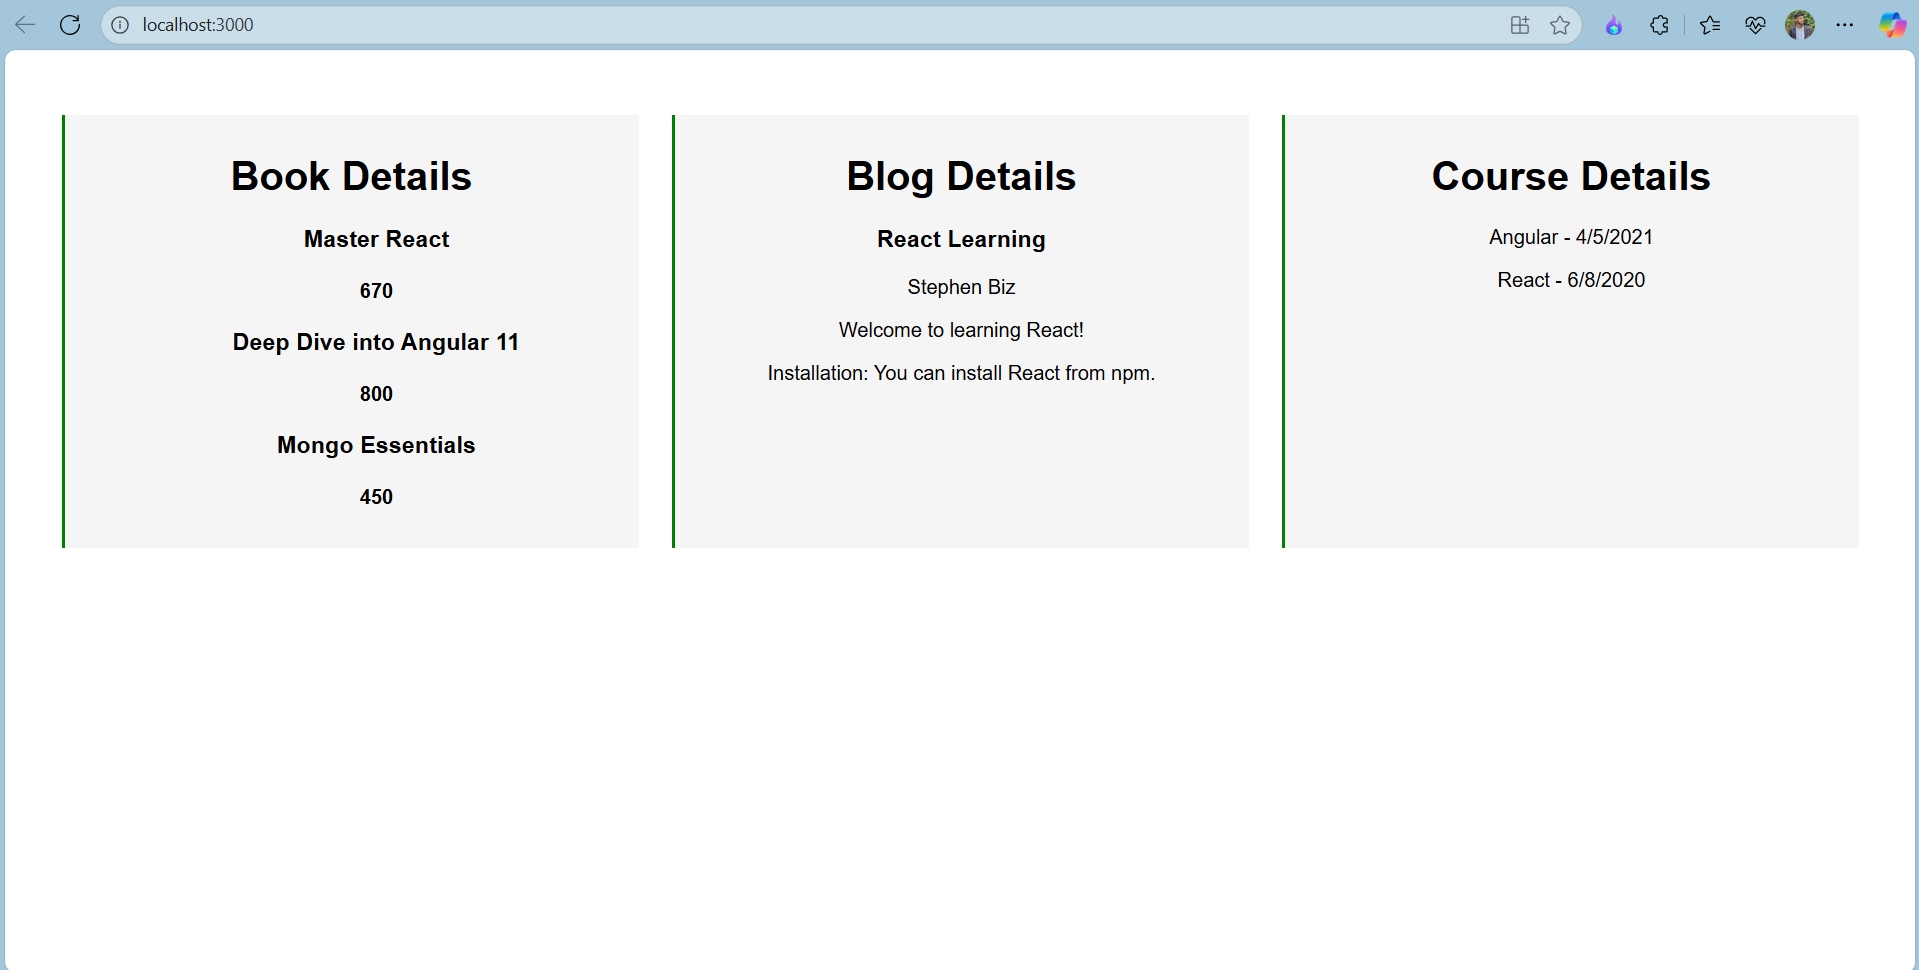 localhost:3000
Book Details
Master React
670
Deep Dive into Angular 11
800
Mongo Essentials
450
Blog Details
React Learning
Stephen Biz
Welcome to learning React!
Installation: You can install React from npm.
Course Details
Angular - 4/5/2021
React - 6/8/2020